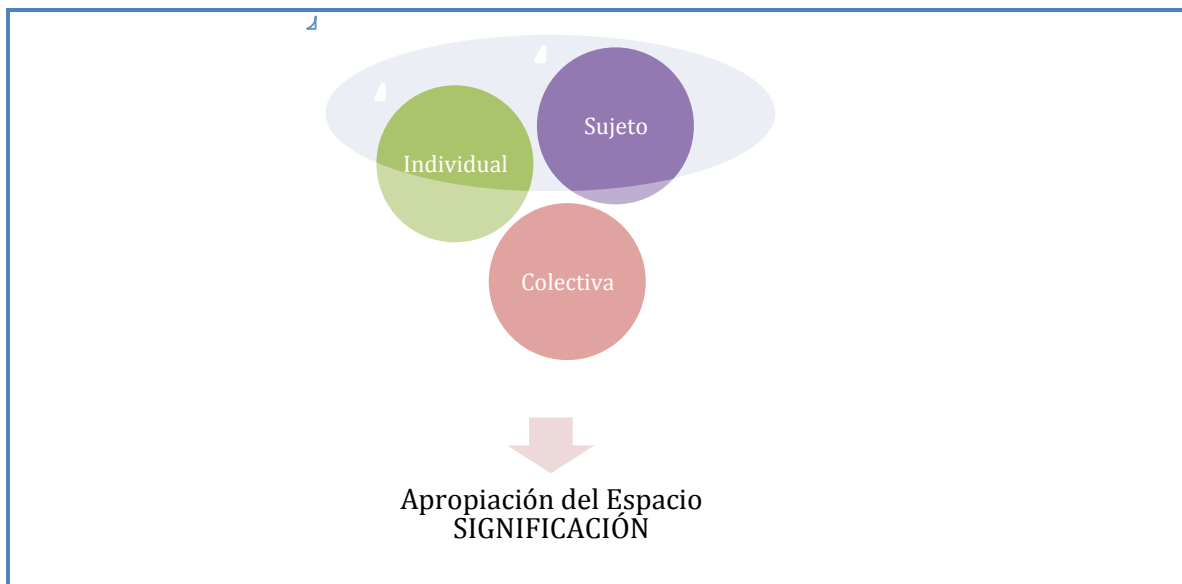 Sujeto
Individual
Colectiva
Apropiación del Espacio
SIGNIFICACIÓN